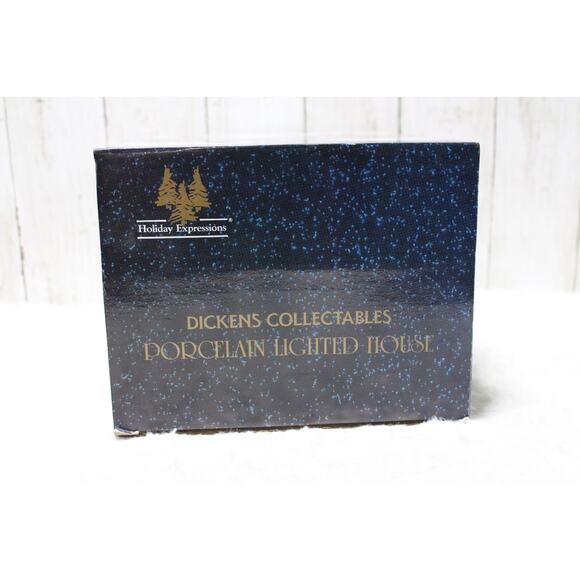 Holiday Expressions®
DICKENS COLLECTABLES
PORCELAIN LIGHTED HOUSE